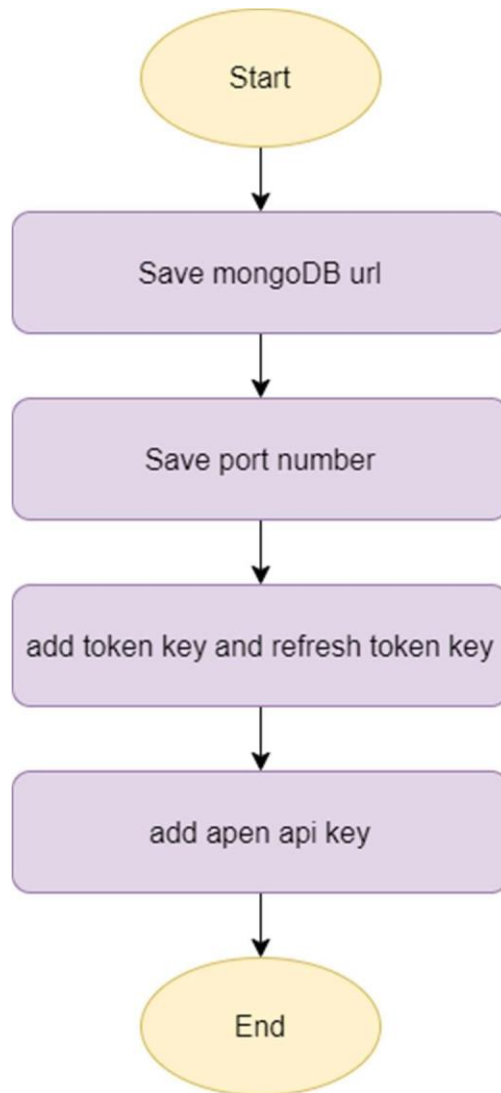 Start
Save mongoDB url
Save port number
add token key and refresh token key
add apen api key
End